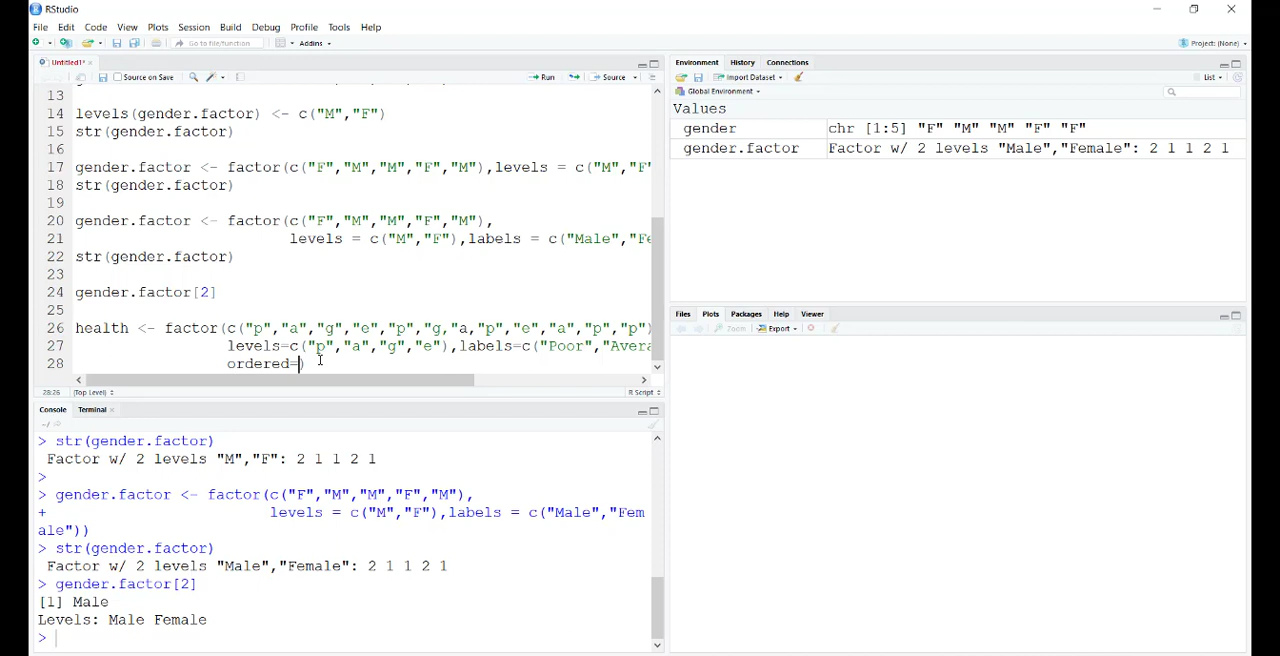 RStudio
File Edit Code View Plots Session Build Debug Profile Tools Help
Go to file/function Addins Project: (None)
Untitled1*
Source on Save Run Source
13
14 levels(gender.factor) <- c("M","F")
15 str(gender.factor)
16
17 gender.factor <- factor(c("F","M","M","F","M"),levels = c("M","F"
18 str(gender.factor)
19
20 gender.factor <- factor(c("F","M","M","F","M"),
21 levels = c("M","F"),labels = c("Male","Fe
22 str(gender.factor)
23
24 gender.factor[2]
25
26 health <- factor(c("p","a","g","e","p","g,"a,"p","e","a","p","p")
27 levels=c("p","a","g","e"),labels=c("Poor","Avera
28 ordered=)
28:26 (Top Level) R Script
Console Terminal
~/
> str(gender.factor)
Factor w/ 2 levels "M","F": 2 1 1 2 1
>
> gender.factor <- factor(c("F","M","M","F","M"),
+ levels = c("M","F"),labels = c("Male","Fem
ale"))
> str(gender.factor)
Factor w/ 2 levels "Male","Female": 2 1 1 2 1
> gender.factor[2]
[1] Male
Levels: Male Female
>
Environment History Connections
Import Dataset List
Global Environment
Values
gender chr [1:5] "F" "M" "M" "F" "F"
gender.factor Factor w/ 2 levels "Male","Female": 2 1 1 2 1
Files Plots Packages Help Viewer
Zoom Export